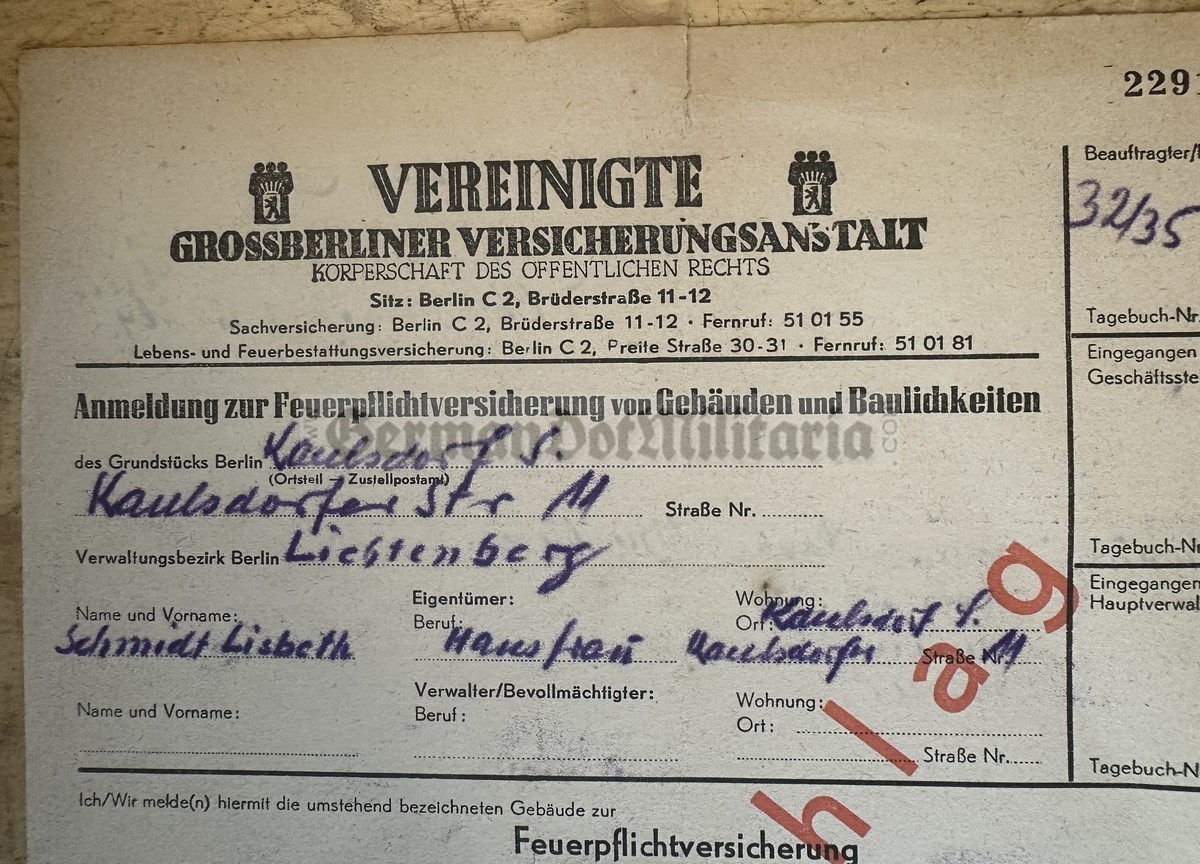 2291
VEREINIGTE
GROSSBERLINER VERSICHERUNGSANSTALT
KÖRPERSCHAFT DES ÖFFENTLICHEN RECHTS
Sitz: Berlin C 2, Brüderstraße 11-12
Sachversicherung: Berlin C 2, Brüderstraße 11-12 · Fernruf: 51 01 55
Lebens- und Feuerbestattungsversicherung: Berlin C 2, Breite Straße 30-31 · Fernruf: 51 01 81
Anmeldung zur Feuerpflichtversicherung von Gebäuden und Baulichkeiten
GermanDotMilitaria
des Grundstücks Berlin Kaulsdorf S.
(Ortsteil — Zustellpostamt)
Kaulsdorfer Str 11 Straße Nr.
Verwaltungsbezirk Berlin Lichtenberg
Eigentümer: Wohnung:
Name und Vorname: Beruf: Ort: Kaulsdorf S.
Schmidt Lisbeth Hausfrau Kaulsdorfer Straße Nr. 11
Verwalter/Bevollmächtigter: Wohnung:
Name und Vorname: Beruf: Ort:
Straße Nr.
Ich/Wir melde(n) hiermit die umstehend bezeichneten Gebäude zur
Feuerpflichtversicherung
hlag
Beauftragter/
32/35
Tagebuch-Nr.
Eingegangen
Geschäftsste
Tagebuch-Nr
Eingegangen
Hauptverwal
Tagebuch-N